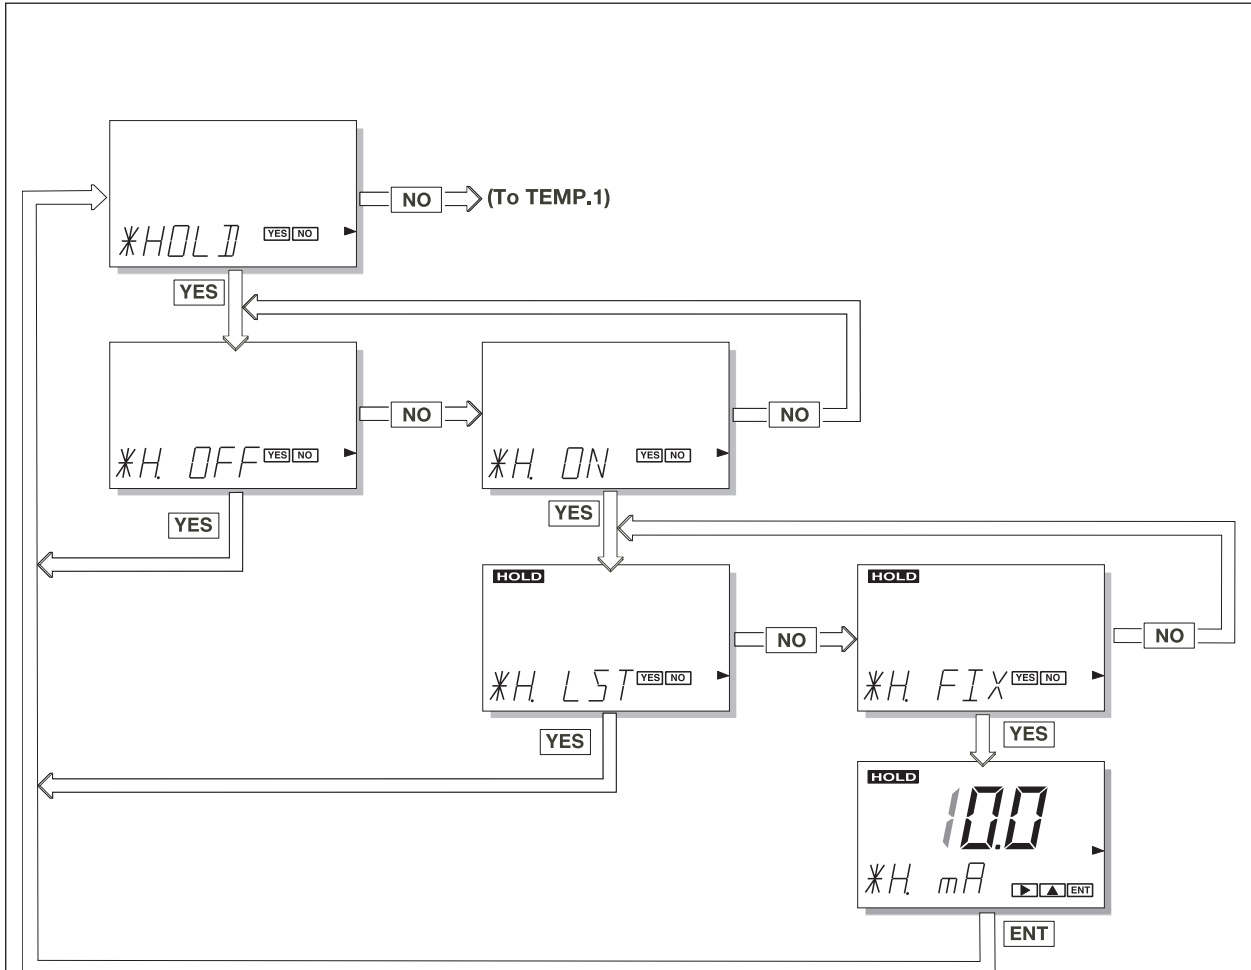 NO
(To TEMP.1)
*HOLD YES NO
YES
NO
NO
*H. OFF YES NO
*H. ON YES NO
YES
YES
HOLD
HOLD
NO
NO
*H. LST YES NO
*H. FIX YES NO
YES
YES
HOLD
10.0
*H. mA ENT
ENT